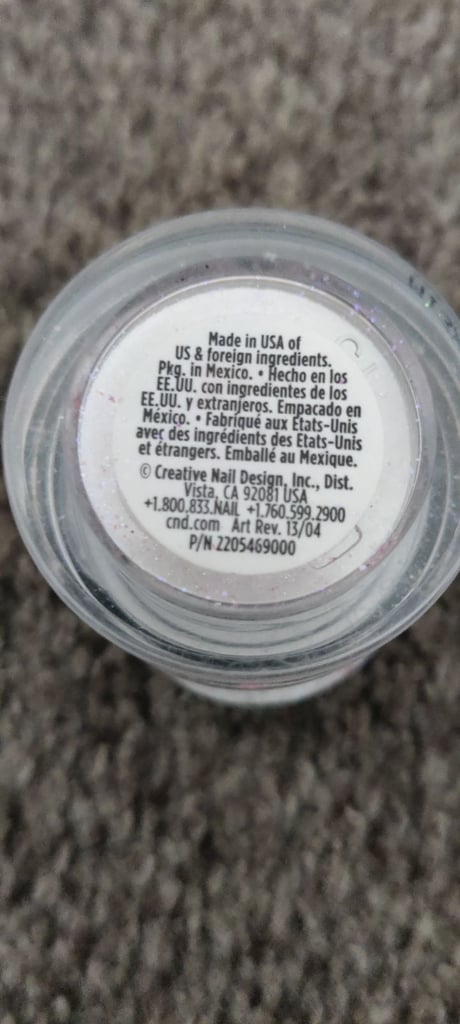 Made in USA of
US & foreign ingredients.
Pkg. in Mexico. • Hecho en los
EE.UU. con ingredientes de los
EE.UU. y extranjeros. Empacado en
México. • Fabriqué aux Etats-Unis
avec des ingrédients des Etats-Unis
et étrangers. Emballé au Mexique.
© Creative Nail Design, Inc., Dist.
Vista, CA 92081 USA
+1.800.833.NAIL +1.760.599.2900
cnd.com Art Rev. 13/04
P/N 2205469000